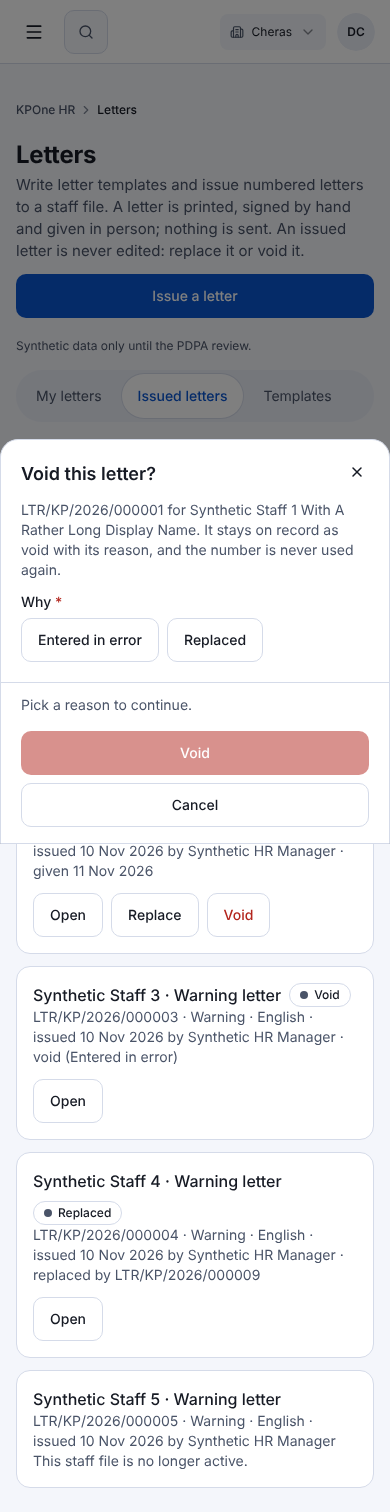 Cheras
DC
KPOne HR > Letters
Letters
Write letter templates and issue numbered letters
to a staff file. A letter is printed, signed by hand
and given in person; nothing is sent. An issued
letter is never edited: replace it or void it.
Issue a letter
Synthetic data only until the PDPA review.
My letters
Issued letters
Templates
Void this letter?
LTR/KP/2026/000001 for Synthetic Staff 1 With A
Rather Long Display Name. It stays on record as
void with its reason, and the number is never used
again.
Why *
Entered in error
Replaced
Pick a reason to continue.
Void
Cancel
issued 10 Nov 2026 by Synthetic HR Manager ·
given 11 Nov 2026
Open
Replace
Void
Synthetic Staff 3 · Warning letter
Void
LTR/KP/2026/000003 · Warning · English ·
issued 10 Nov 2026 by Synthetic HR Manager ·
void (Entered in error)
Open
Synthetic Staff 4 · Warning letter
Replaced
LTR/KP/2026/000004 · Warning · English ·
issued 10 Nov 2026 by Synthetic HR Manager ·
replaced by LTR/KP/2026/000009
Open
Synthetic Staff 5 · Warning letter
LTR/KP/2026/000005 · Warning · English ·
issued 10 Nov 2026 by Synthetic HR Manager
This staff file is no longer active.